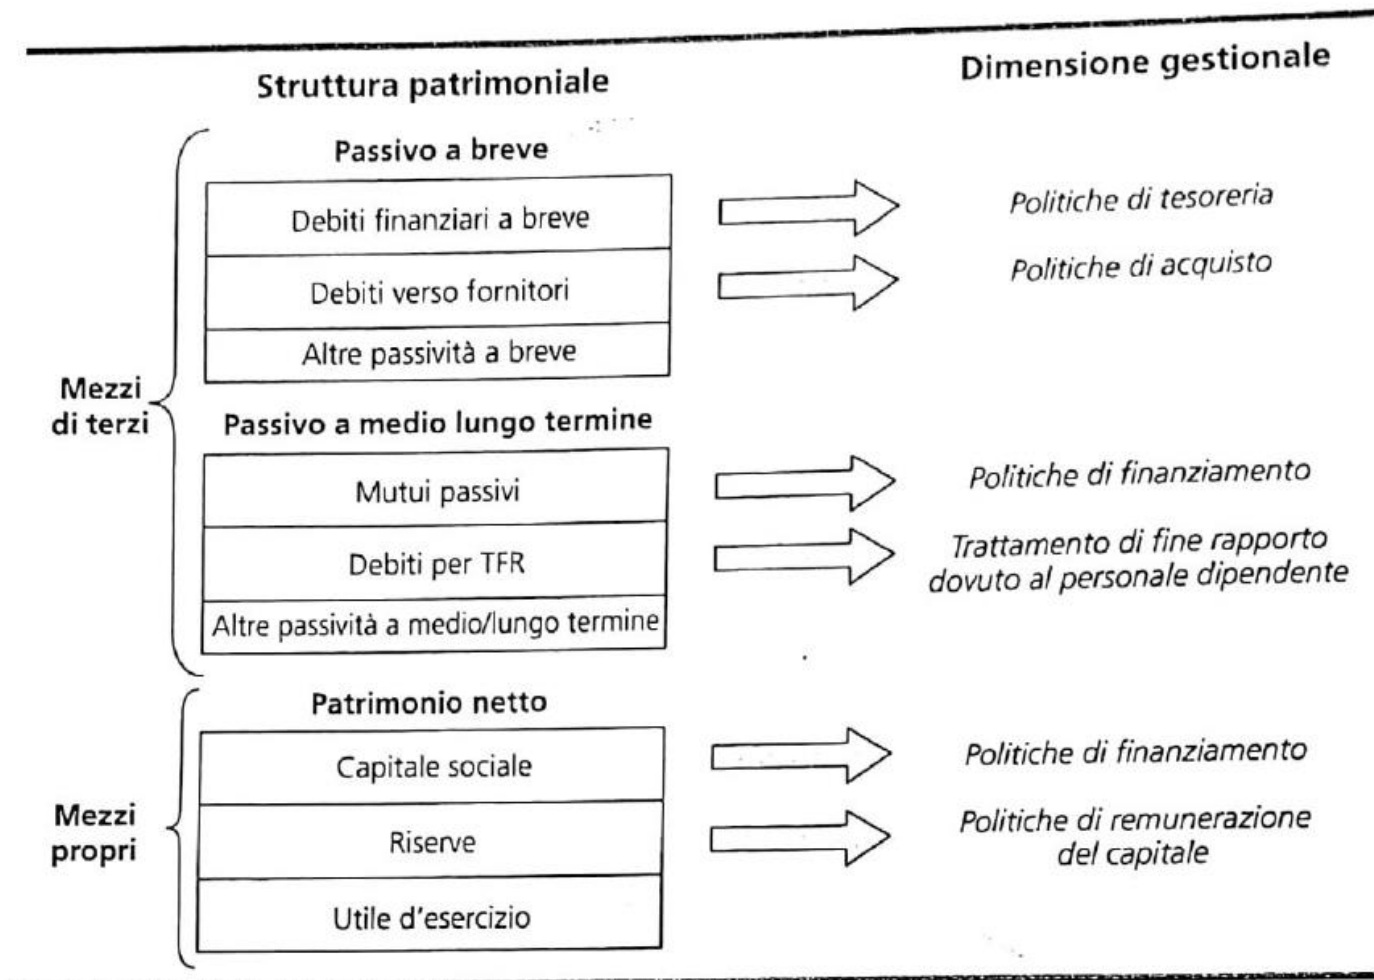 Struttura patrimoniale
Dimensione gestionale
Passivo a breve
Debiti finanziari a breve
Politiche di tesoreria
Debiti verso fornitori
Politiche di acquisto
Altre passività a breve
Mezzi
di terzi
Passivo a medio lungo termine
Mutui passivi
Politiche di finanziamento
Debiti per TFR
Trattamento di fine rapporto
dovuto al personale dipendente
Altre passività a medio/lungo termine
Patrimonio netto
Capitale sociale
Politiche di finanziamento
Mezzi
propri
Riserve
Politiche di remunerazione
del capitale
Utile d'esercizio